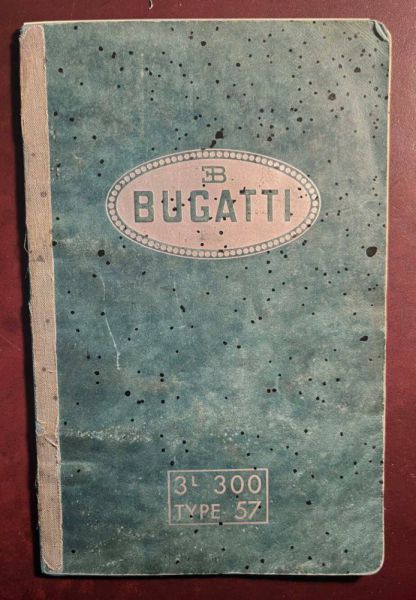 EB
BUGATTI
3L 300
TYPE 57